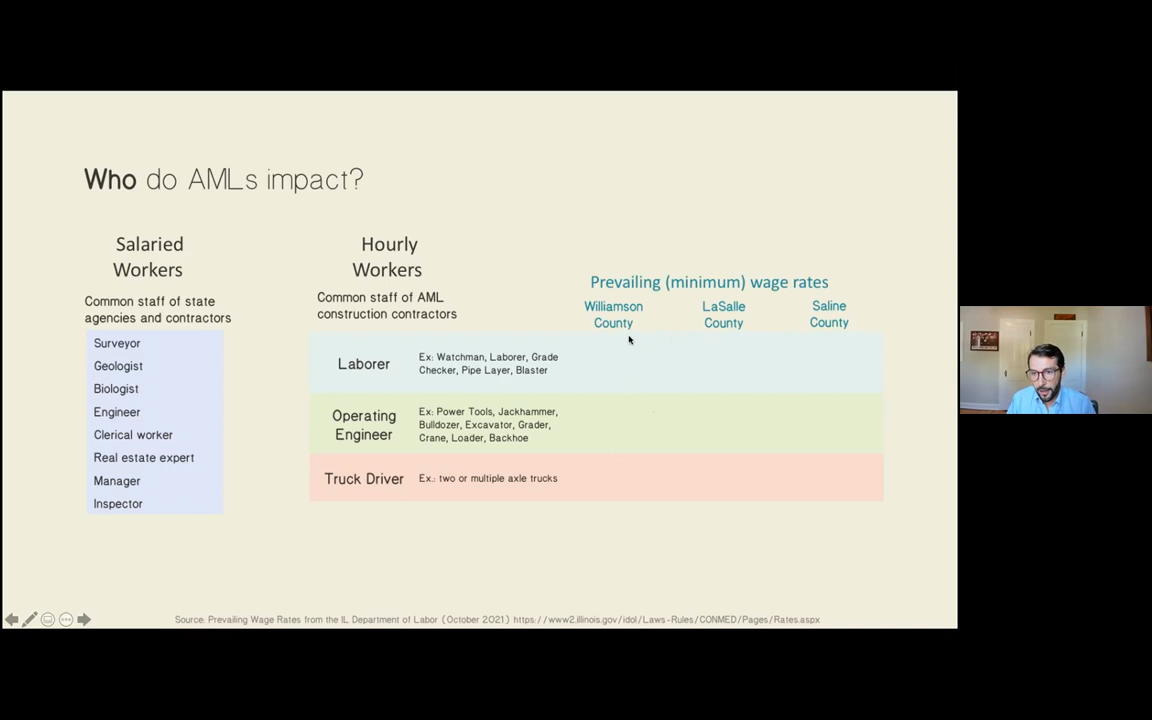 Who do AMLs impact?
Salaried
Workers
Common staff of state
agencies and contractors
Surveyor
Geologist
Biologist
Engineer
Clerical worker
Real estate expert
Manager
Inspector
Hourly
Workers
Common staff of AML
construction contractors
Prevailing (minimum) wage rates
Williamson
County
LaSalle
County
Saline
County
Laborer
Ex: Watchman, Laborer, Grade
Checker, Pipe Layer, Blaster
Operating
Engineer
Ex: Power Tools, Jackhammer,
Bulldozer, Excavator, Grader,
Crane, Loader, Backhoe
Truck Driver
Ex.: two or multiple axle trucks
Source: Prevailing Wage Rates from the IL Department of Labor (October 2021) https://www2.illinois.gov/idol/Laws-Rules/CONMED/Pages/Rates.aspx